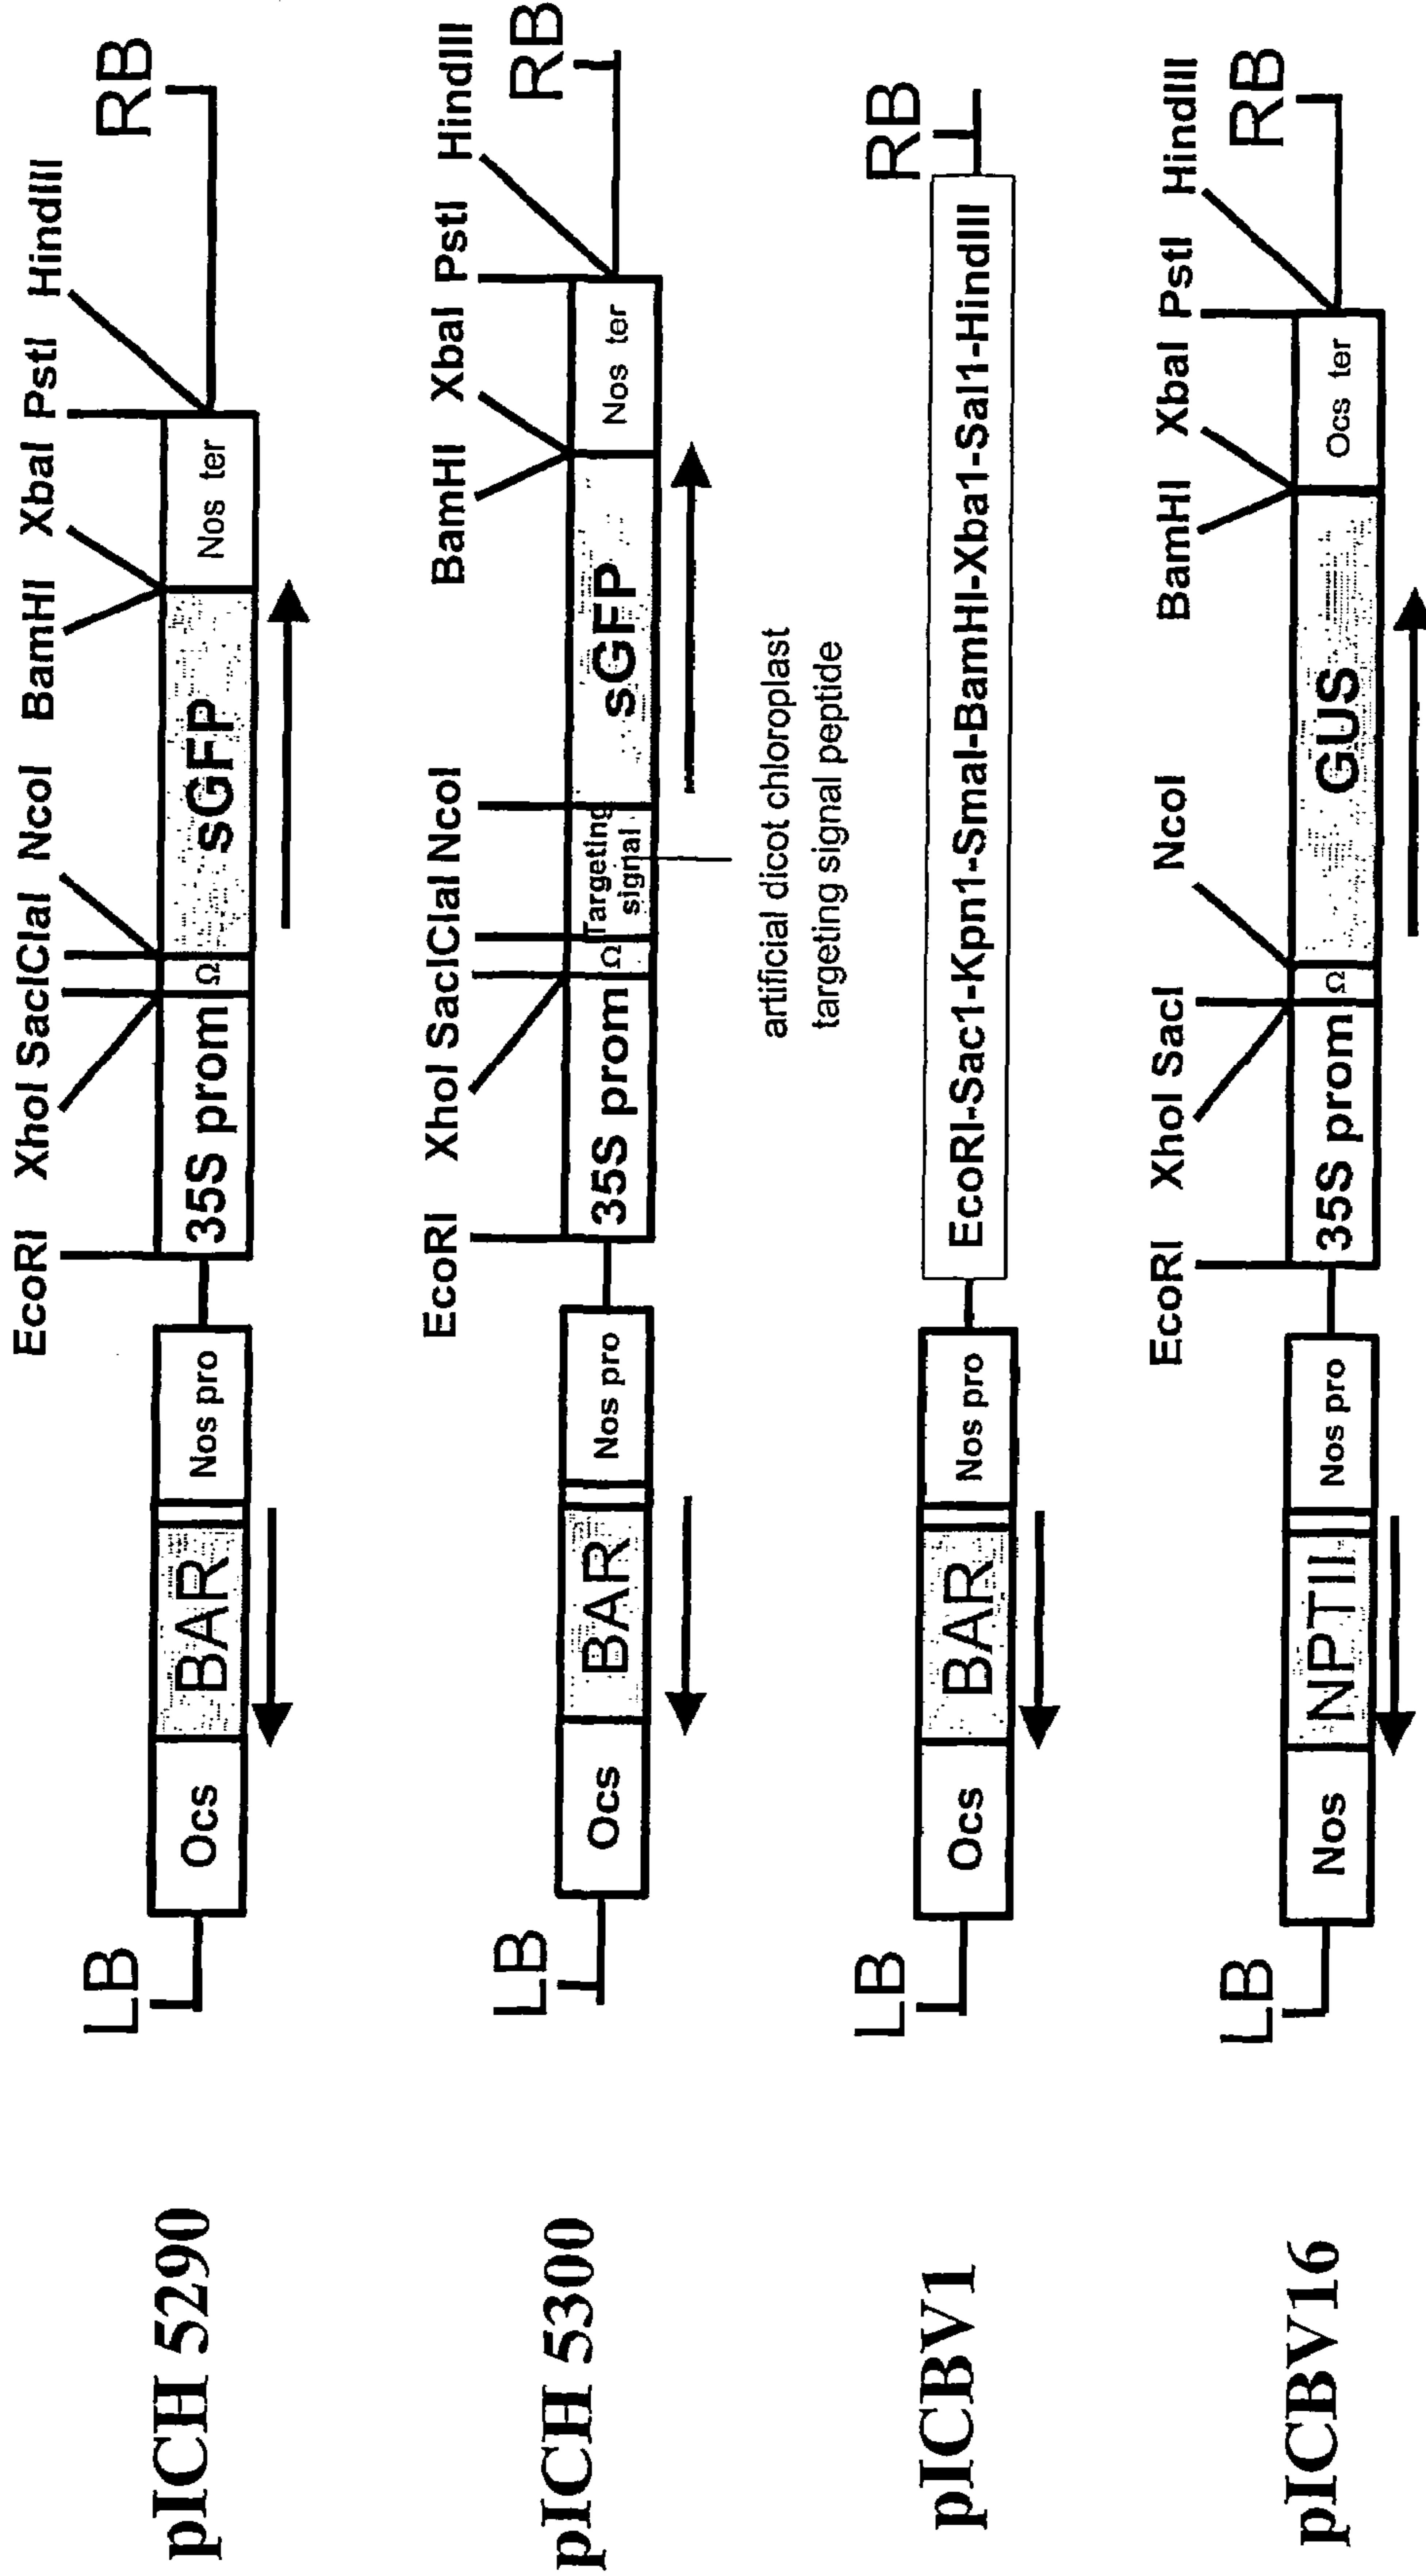 pICH 5290
LB
Ocs
BAR
Nos pro
EcoRI
XhoI
SacI
ClaI
NcoI
BamHI
XbaI
PstI
HindIII
35S prom
Ω
sGFP
Nos ter
RB
pICH 5300
LB
Ocs
BAR
Nos pro
EcoRI
XhoI
SacI
ClaI
NcoI
BamHI
XbaI
PstI
HindIII
35S prom
Ω
Targeting
signal
sGFP
Nos ter
RB
artificial dicot chloroplast
targeting signal peptide
pICBV1
LB
Ocs
BAR
Nos pro
EcoRI-Sac1-Kpn1-SmaI-BamHI-Xba1-Sal1-HindIII
RB
pICBV16
LB
Nos
NPTII
Nos pro
EcoRI
XhoI
SacI
NcoI
BamHI
XbaI
PstI
HindIII
35S prom
Ω
GUS
Ocs ter
RB